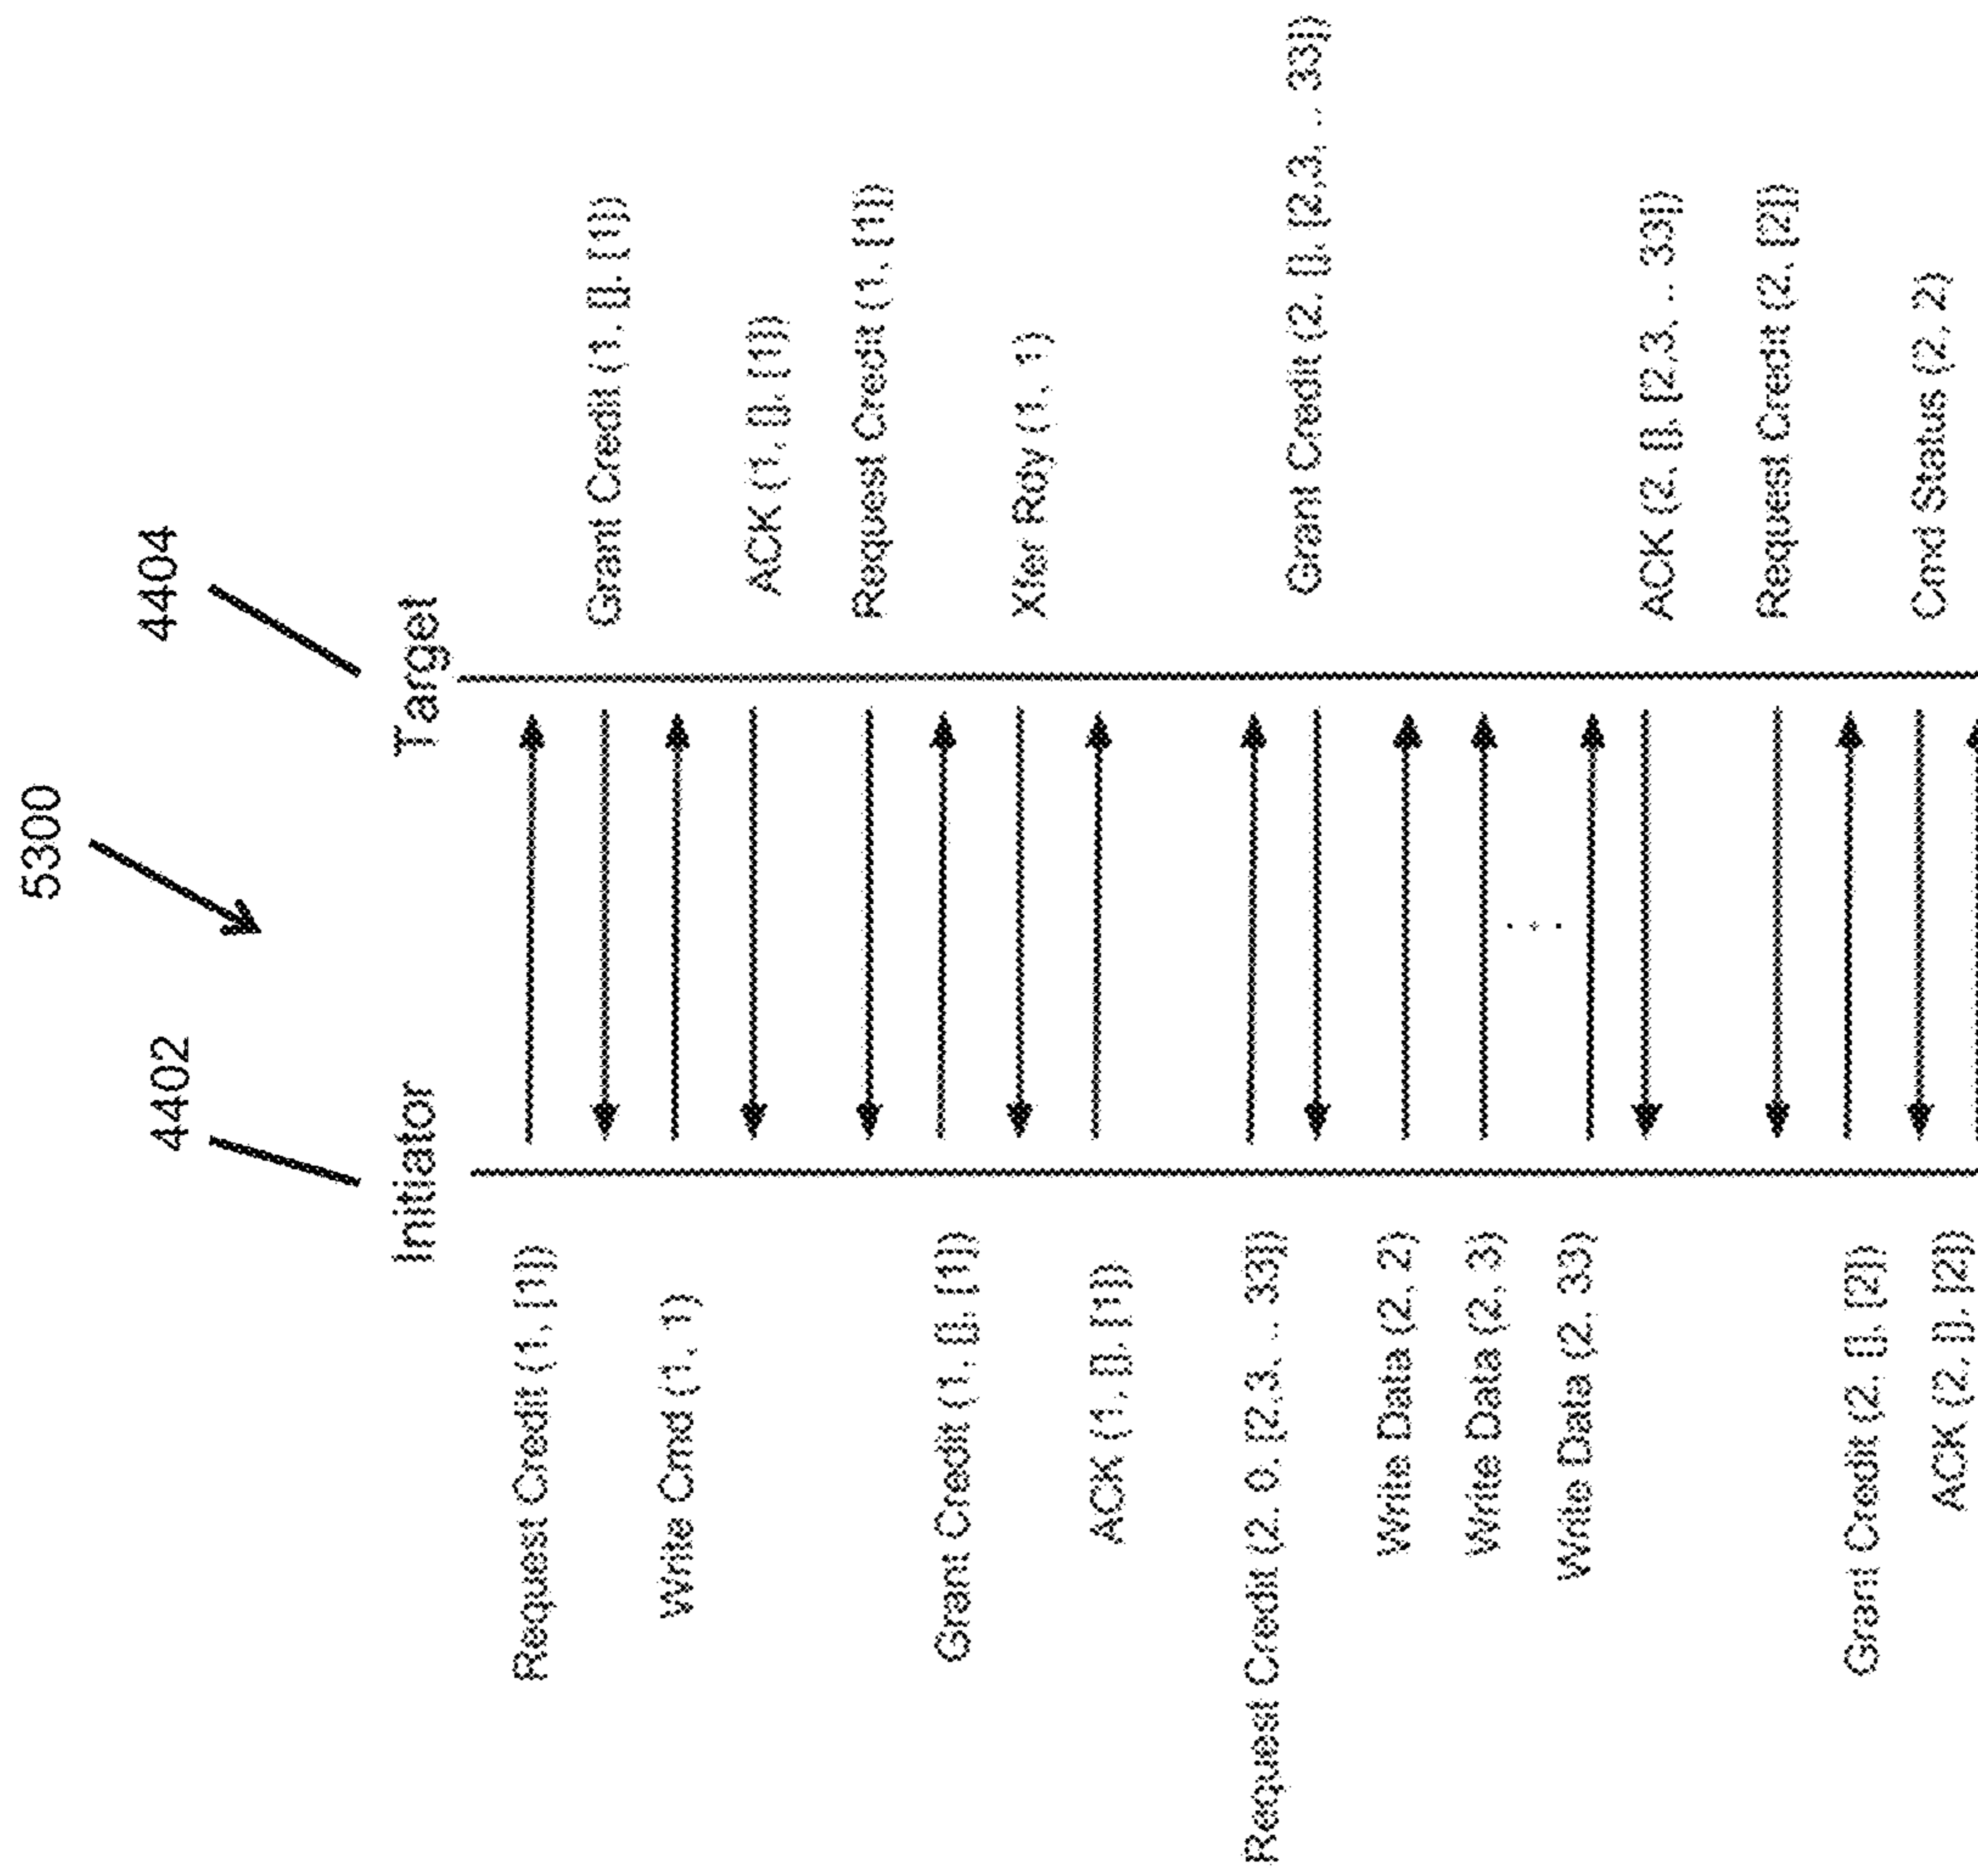 5300
4402
4404
Initiator
Target
Request Credit (1, [1])
Grant Credit (1, [], [1])
Write Cmd (1, 1)
ACK (1, [], [1])
Request Credit (1, [1])
Grant Credit (1, [], [1])
Xfer Rdy (1, 1)
ACK (1, [], [1])
Request Credit (2, 0, [2,3, .. 33])
Grant Credit (2, [], [2,3, .. 33])
Write Data (2, 2)
Write Data (2, 3)
...
Write Data (2, 33)
ACK (2, [], [2,3, .. 33])
Request Credit (2, [2])
Grant Credit (2, [], [2])
Cmd Status (2, 2)
ACK (2, [], [2])